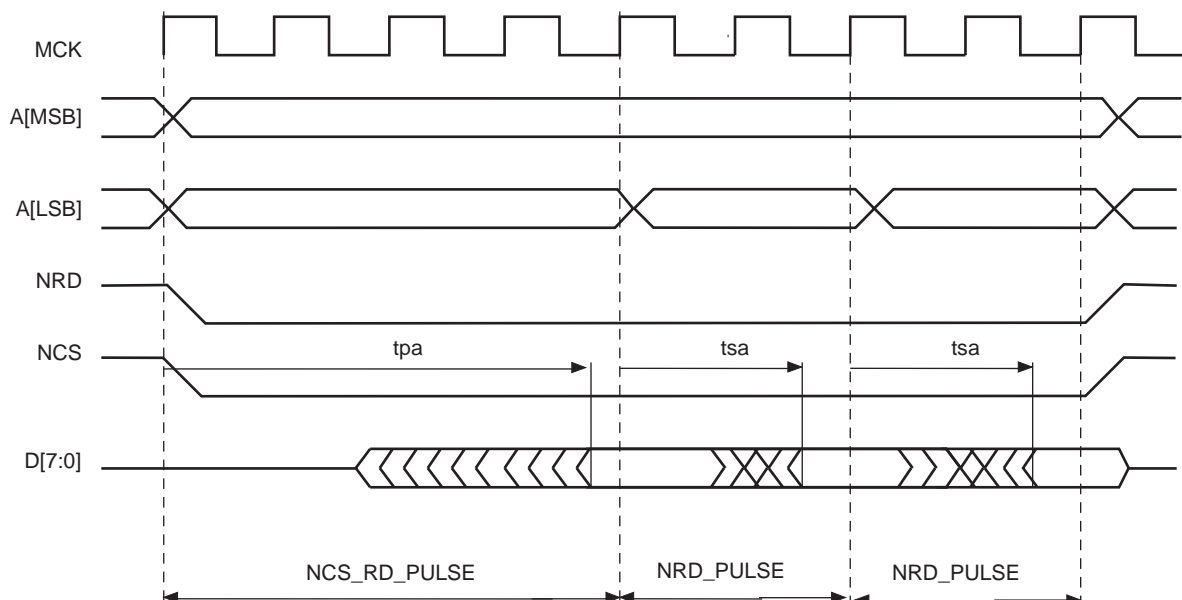 MCK
A[MSB]
A[LSB]
NRD
NCS
tpa
tsa
tsa
D[7:0]
NCS_RD_PULSE
NRD_PULSE
NRD_PULSE